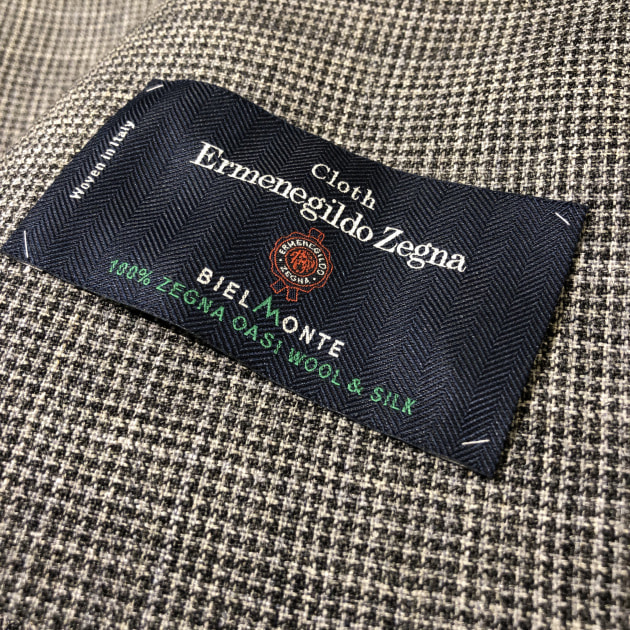 Woven in Italy
Cloth
Ermenegildo Zegna
ERMENEGILDO
ZEGNA
BIELMONTE
100% ZEGNA OASI WOOL & SILK